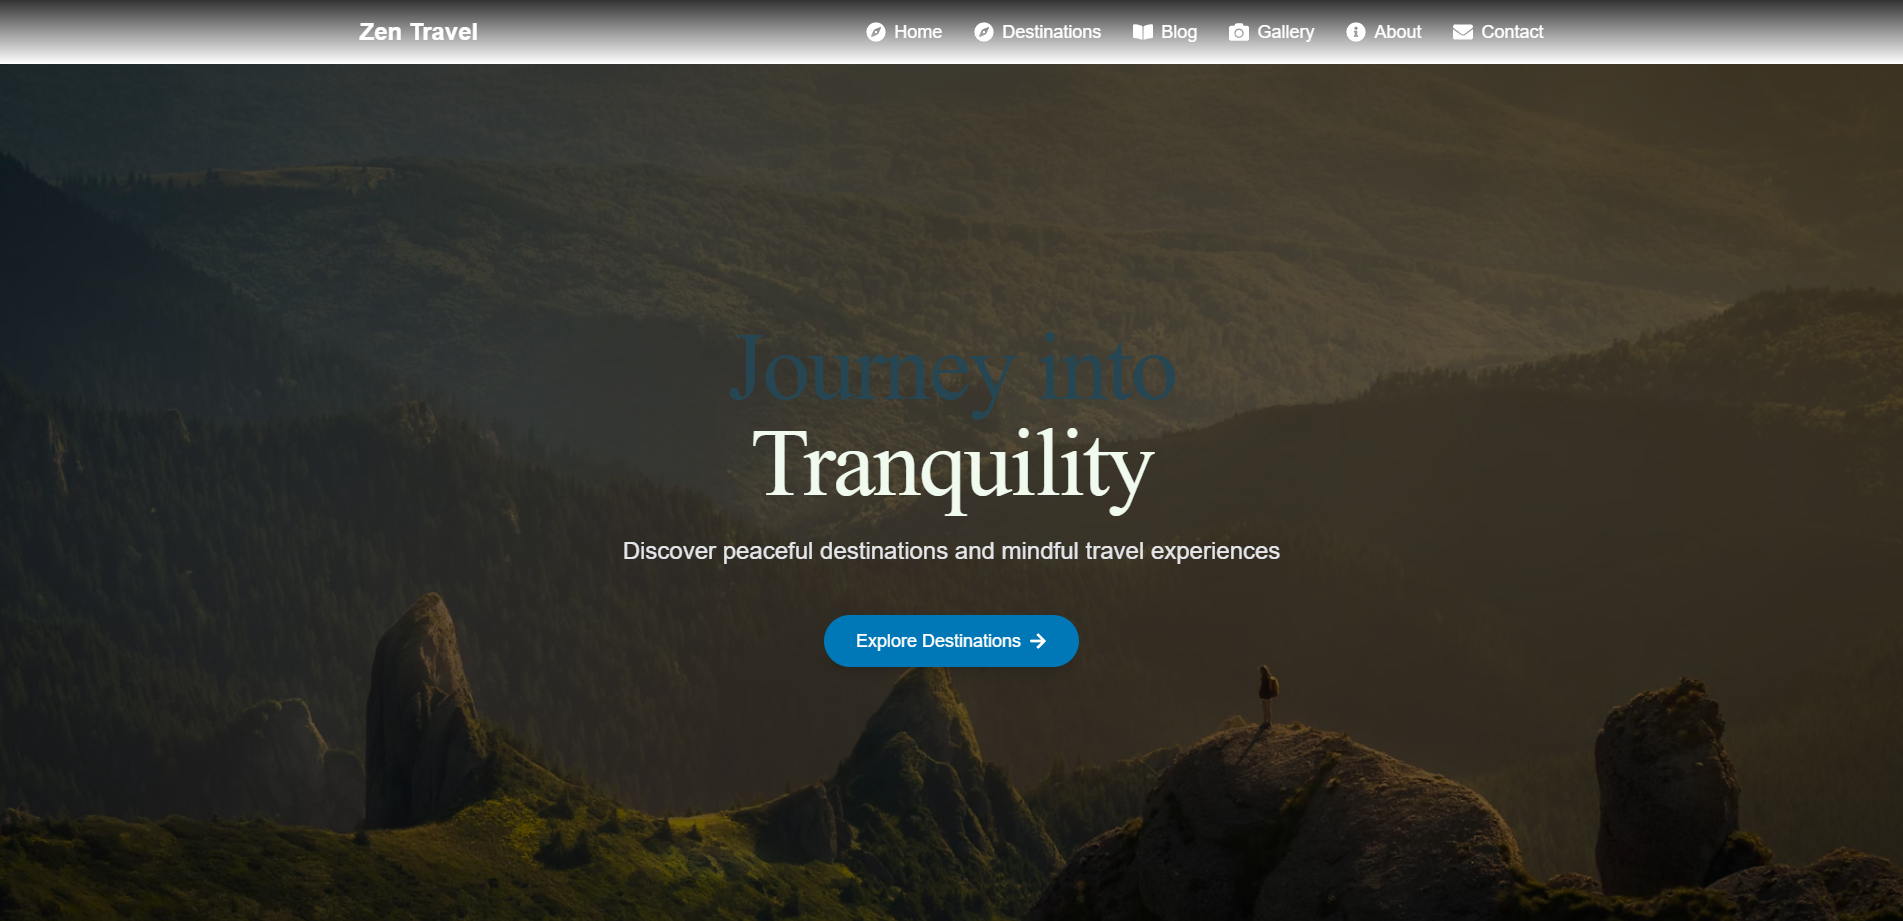 Zen Travel
Home
Destinations
Blog
Gallery
About
Contact
Journey into
Tranquility
Discover peaceful destinations and mindful travel experiences
Explore Destinations